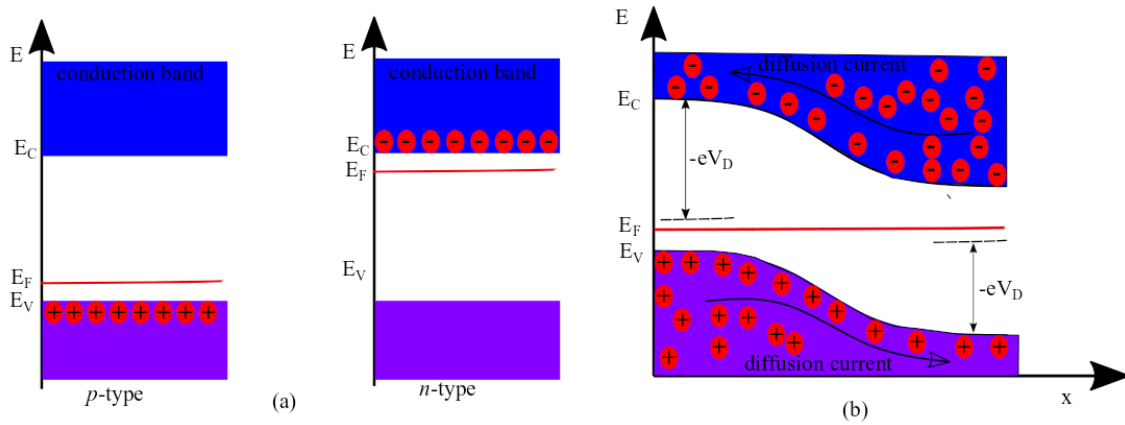 E
conduction band
E_C
E_F
E_V
+ + + + + + + +
p-type
(a)
E
conduction band
- - - - - - - -
E_C
E_F
E_V
n-type
E
diffusion current
E_C
-eV_D
E_F
E_V
-eV_D
diffusion current
x
(b)